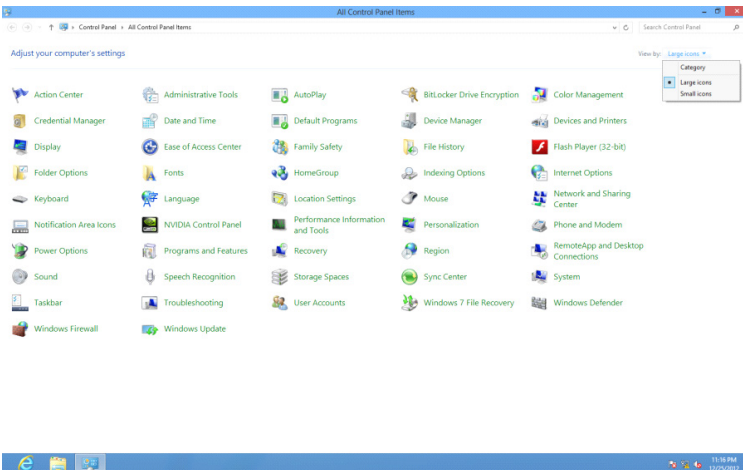 All Control Panel Items
Control Panel All Control Panel Items
Search Control Panel
Adjust your computer's settings
View by: Large icons
Category
Large icons
Small icons
Action Center
Administrative Tools
AutoPlay
BitLocker Drive Encryption
Color Management
Credential Manager
Date and Time
Default Programs
Device Manager
Devices and Printers
Display
Ease of Access Center
Family Safety
File History
Flash Player (32-bit)
Folder Options
Fonts
HomeGroup
Indexing Options
Internet Options
Keyboard
Language
Location Settings
Mouse
Network and Sharing
Center
Notification Area Icons
NVIDIA Control Panel
Performance Information
and Tools
Personalization
Phone and Modem
Power Options
Programs and Features
Recovery
Region
RemoteApp and Desktop
Connections
Sound
Speech Recognition
Storage Spaces
Sync Center
System
Taskbar
Troubleshooting
User Accounts
Windows 7 File Recovery
Windows Defender
Windows Firewall
Windows Update
11:16 PM
12/25/2012